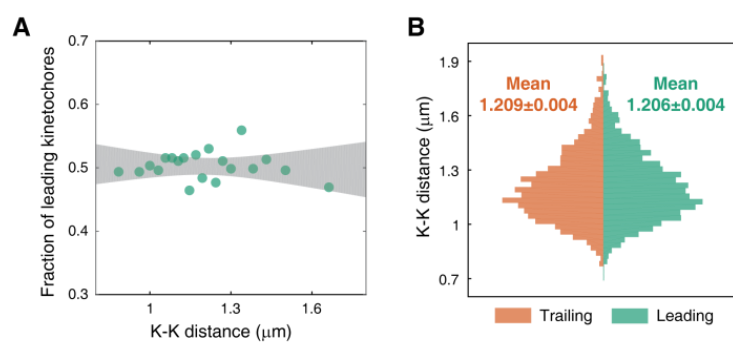 A
0.7
0.6
0.5
0.4
0.3
Fraction of leading kinetochores
1
1.3
1.6
K-K distance (μm)
B
1.9
1.6
1.3
1
0.7
K-K distance (μm)
Mean
1.209±0.004
Mean
1.206±0.004
Trailing
Leading